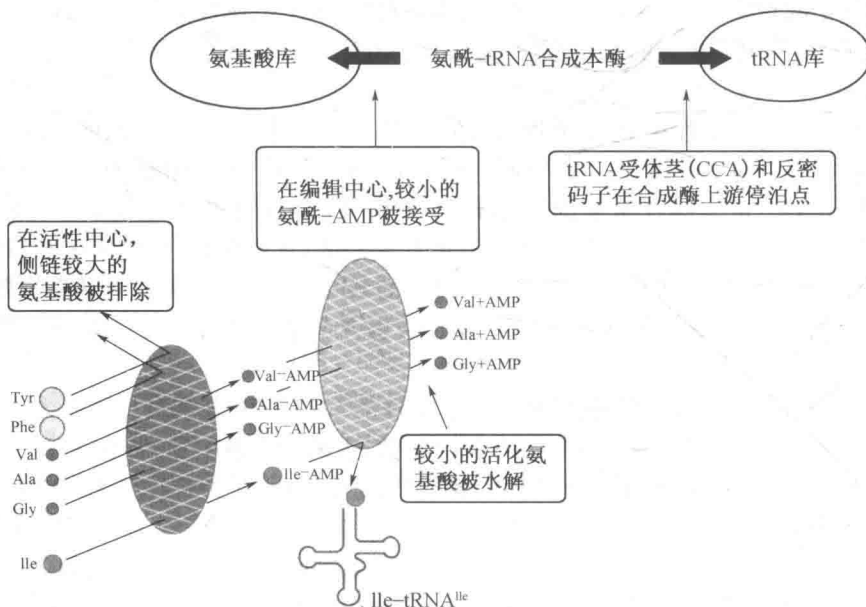 氨基酸库
氨酰-tRNA合成本酶
tRNA库
在编辑中心,较小的
氨酰-AMP被接受
tRNA受体茎(CCA)和反密
码子在合成酶上游停泊点
在活性中心,
侧链较大的
氨基酸被排除
Val+AMP
Ala+AMP
Gly+AMP
Tyr
Phe
Val
Ala
Gly
Ile
Val-AMP
Ala-AMP
Gly-AMP
Ile-AMP
较小的活化氨
基酸被水解
Ile-tRNAIle